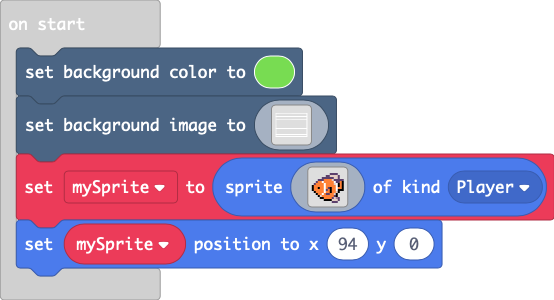 on start
set background color to
set background image to
set mySprite to sprite of kind Player
set mySprite position to x 94 y 0